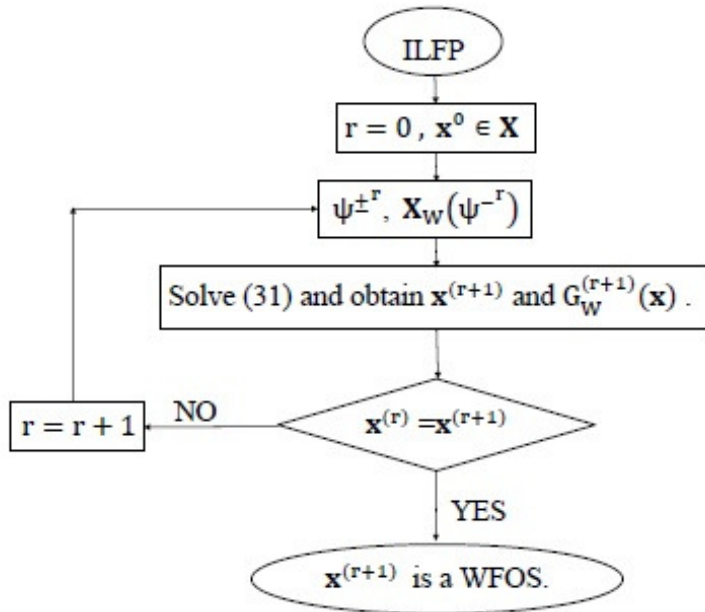 ILFP
r = 0 , x⁰ ∈ X
ψ±ʳ, X_W(ψ⁻ʳ)
Solve (31) and obtain x⁽ʳ⁺¹⁾ and G_W⁽ʳ⁺¹⁾(x) .
x⁽ʳ⁾ =x⁽ʳ⁺¹⁾
NO
r = r + 1
YES
x⁽ʳ⁺¹⁾ is a WFOS.